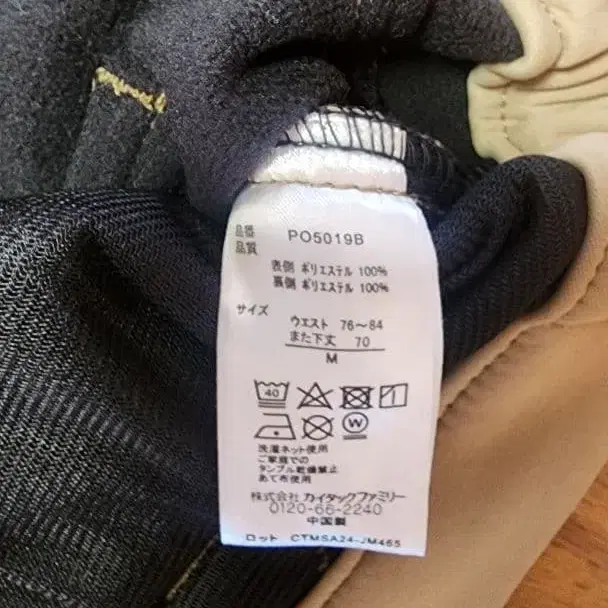 品番 PO5019B
品質
表側 ポリエステル 100%
裏側 ポリエステル 100%
サイズ
ウエスト 76～84
また下丈 70
M
40
W
洗濯ネット使用
ご家庭での
タンブル乾燥禁止
あて布使用
株式会社 カイタックファミリー
0120-66-2240
中国製
ロット CTMSA24-JM465